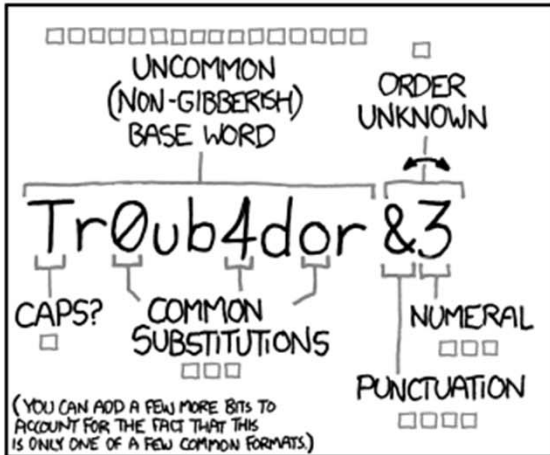 UNCOMMON
(NON-GIBBERISH)
BASE WORD
ORDER
UNKNOWN
Tr0ub4dor &3
CAPS?
COMMON
SUBSTITUTIONS
NUMERAL
PUNCTUATION
(YOU CAN ADD A FEW MORE BITS TO
ACCOUNT FOR THE FACT THAT THIS
IS ONLY ONE OF A FEW COMMON FORMATS.)